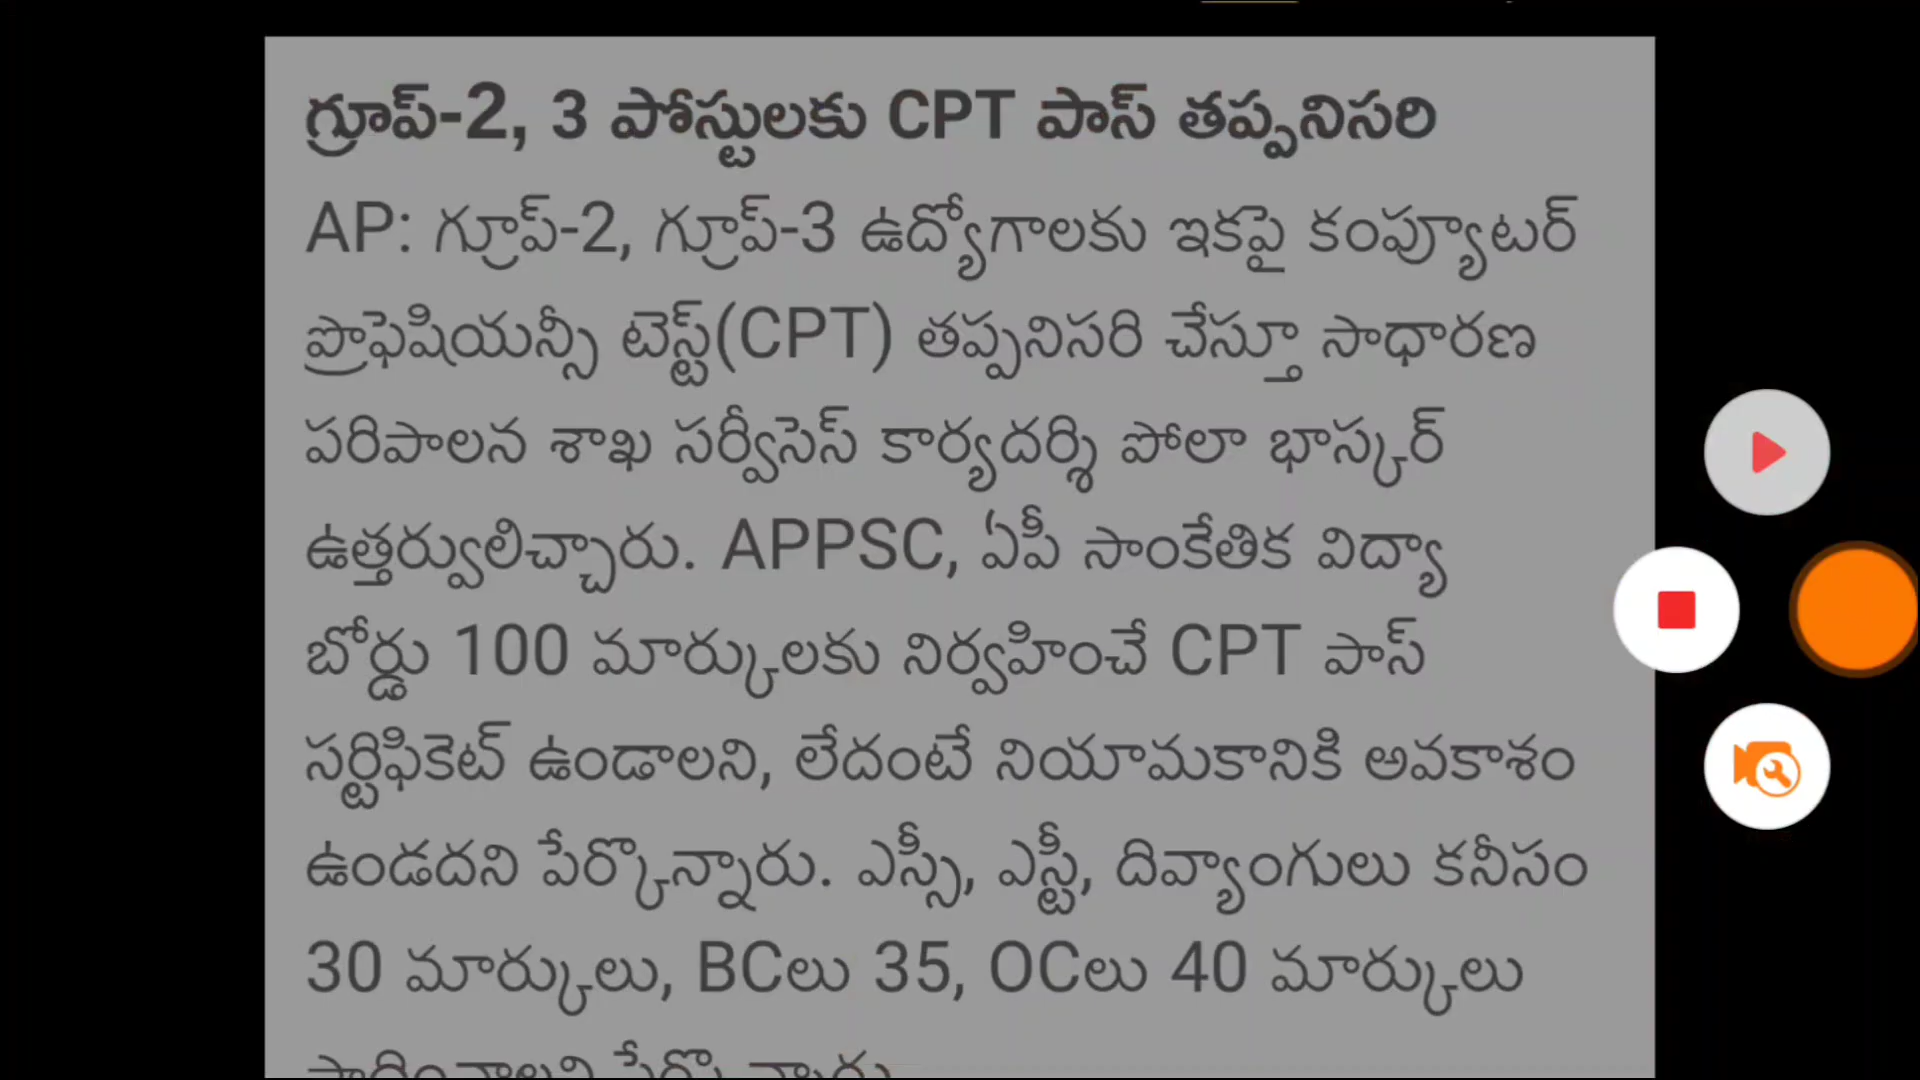 గ్రూప్-2, 3 పోస్టులకు CPT పాస్ తప్పనిసరి
AP: గ్రూప్-2, గ్రూప్-3 ఉద్యోగాలకు ఇకపై కంప్యూటర్
ప్రొఫెషియన్సీ టెస్ట్(CPT) తప్పనిసరి చేస్తూ సాధారణ
పరిపాలన శాఖ సర్వీసెస్ కార్యదర్శి పోలా భాస్కర్
ఉత్తర్వులిచ్చారు. APPSC, ఏపీ సాంకేతిక విద్యా
బోర్డు 100 మార్కులకు నిర్వహించే CPT పాస్
సర్టిఫికెట్ ఉండాలని, లేదంటే నియామకానికి అవకాశం
ఉండదని పేర్కొన్నారు. ఎస్సీ, ఎస్టీ, దివ్యాంగులు కనీసం
30 మార్కులు, BCలు 35, OCలు 40 మార్కులు